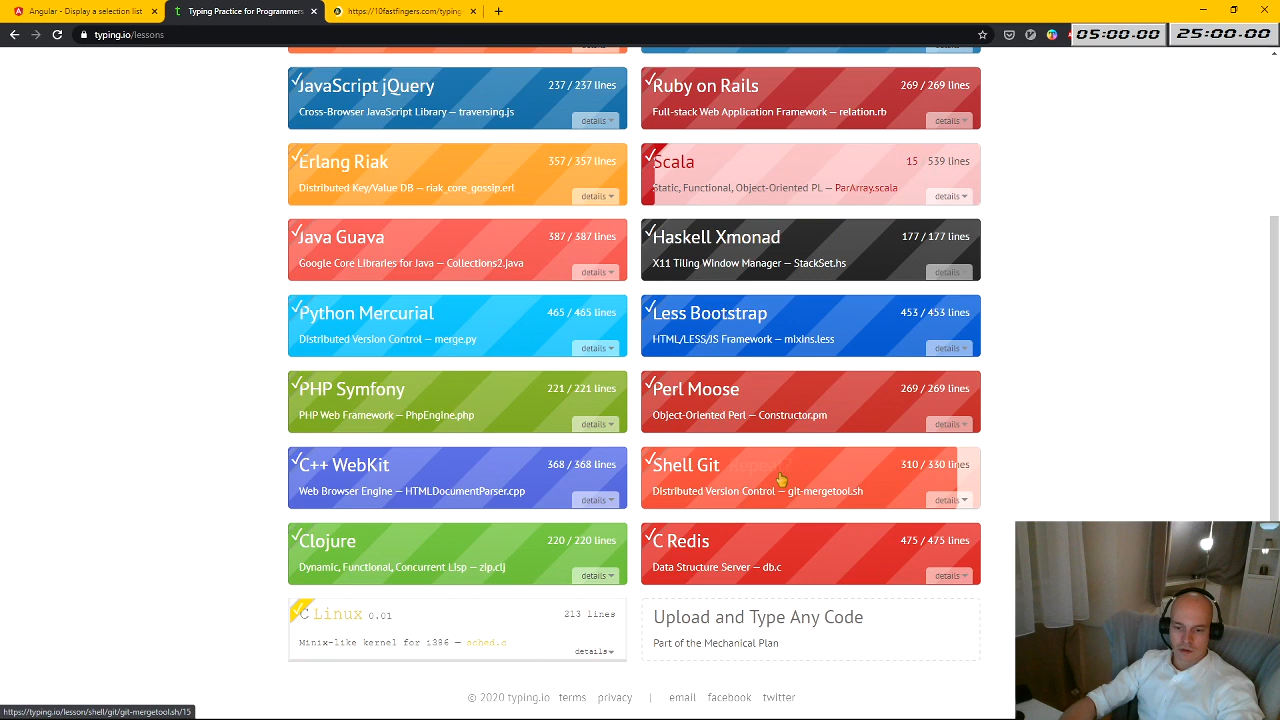 Angular - Display a selection list
Typing Practice for Programmers
https://10fastfingers.com/typing-
typing.io/lessons
05:00-00
25:00-00
details
details
JavaScript jQuery
237 / 237 lines
Cross-Browser JavaScript Library — traversing.js
details
Ruby on Rails
269 / 269 lines
Full-stack Web Application Framework — relation.rb
details
Erlang Riak
357 / 357 lines
Distributed Key/Value DB — riak_core_gossip.erl
details
Scala
15 539 lines
Static, Functional, Object-Oriented PL — ParArray.scala
details
Java Guava
387 / 387 lines
Google Core Libraries for Java — Collections2.java
details
Haskell Xmonad
177 / 177 lines
X11 Tiling Window Manager — StackSet.hs
details
Python Mercurial
465 / 465 lines
Distributed Version Control — merge.py
details
Less Bootstrap
453 / 453 lines
HTML/LESS/JS Framework — mixins.less
details
PHP Symfony
221 / 221 lines
PHP Web Framework — PhpEngine.php
details
Perl Moose
269 / 269 lines
Object-Oriented Perl — Constructor.pm
details
C++ WebKit
368 / 368 lines
Web Browser Engine — HTMLDocumentParser.cpp
details
Shell Git Repeat?
310 / 330 lines
Distributed Version Control — git-mergetool.sh
details
Clojure
220 / 220 lines
Dynamic, Functional, Concurrent Lisp — zip.clj
details
C Redis
475 / 475 lines
Data Structure Server — db.c
details
C Linux 0.01
213 lines
Minix-like kernel for i386 — sched.c
details
Upload and Type Any Code
Part of the Mechanical Plan
© 2020 typing.io terms privacy | email facebook twitter
https://typing.io/lesson/shell/git/git-mergetool.sh/15